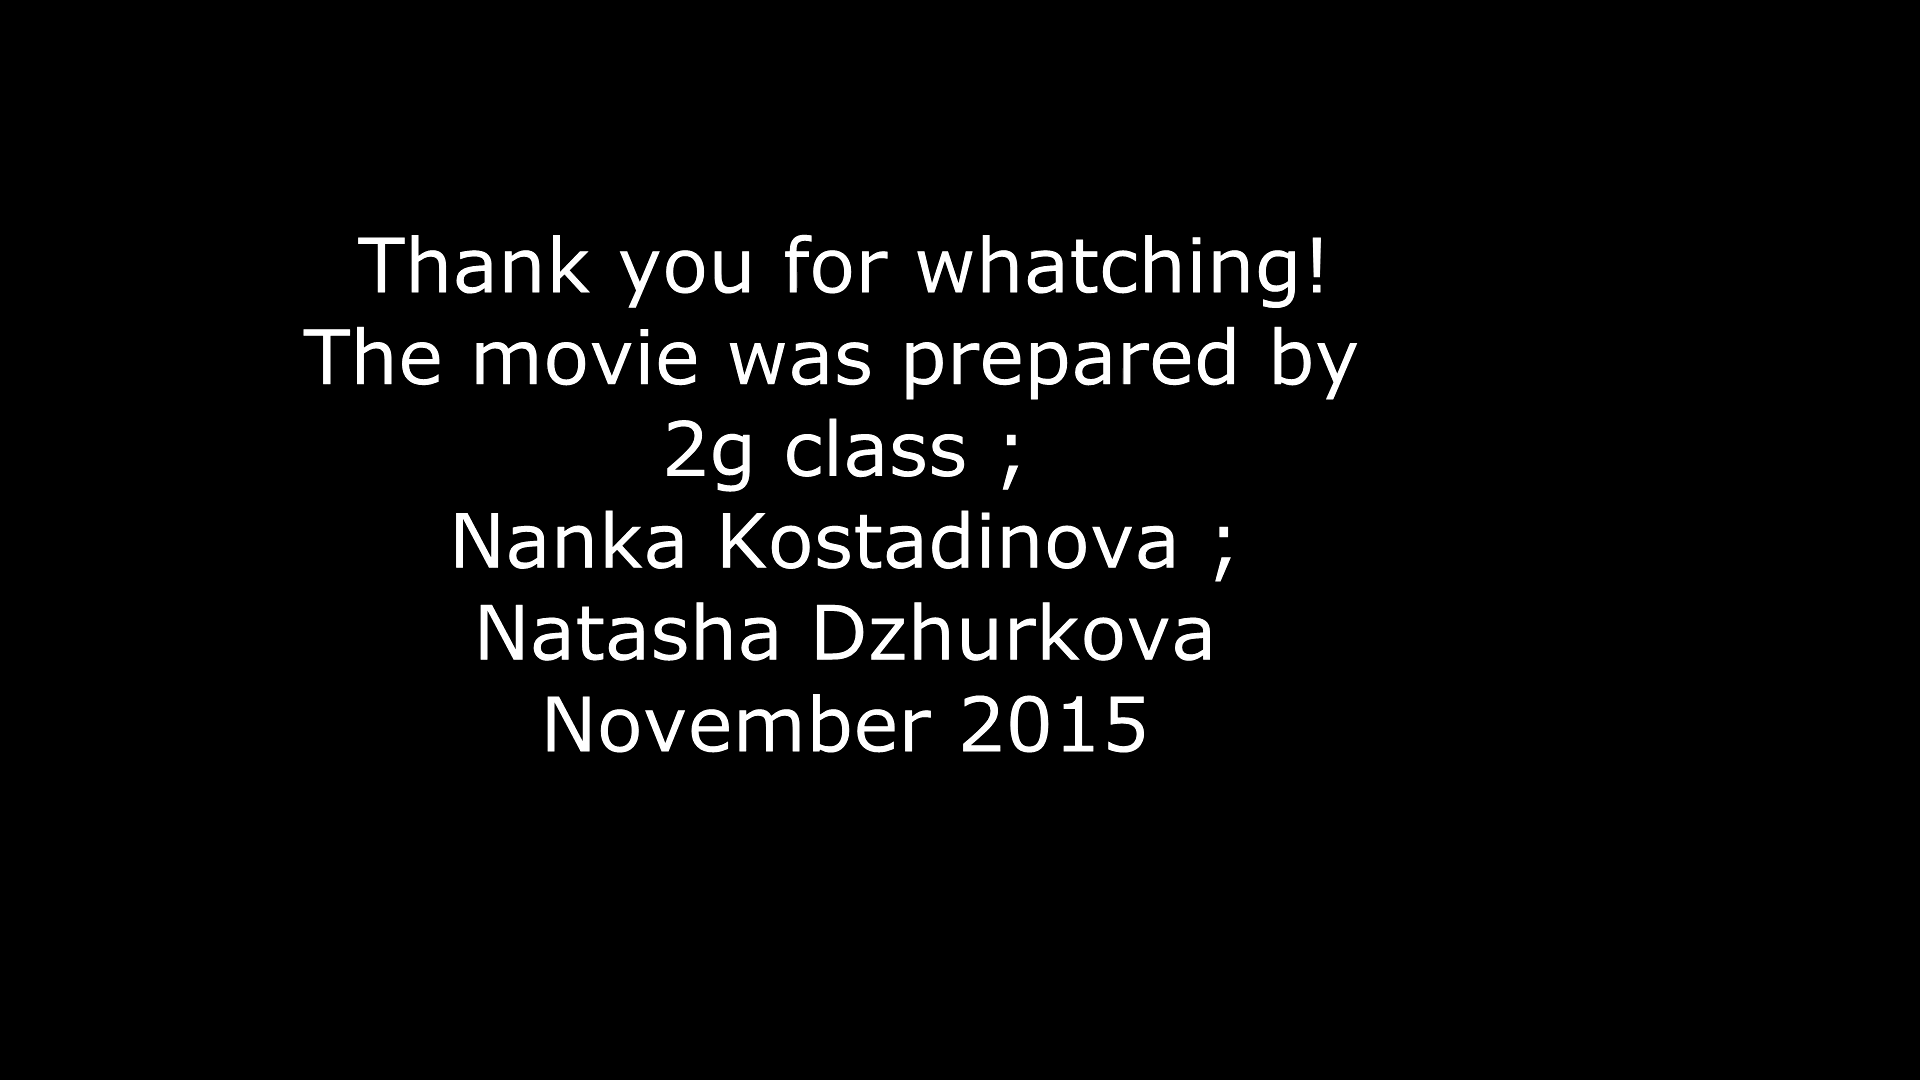 Thank you for whatching!
The movie was prepared by
2g class ;
Nanka Kostadinova ;
Natasha Dzhurkova
November 2015